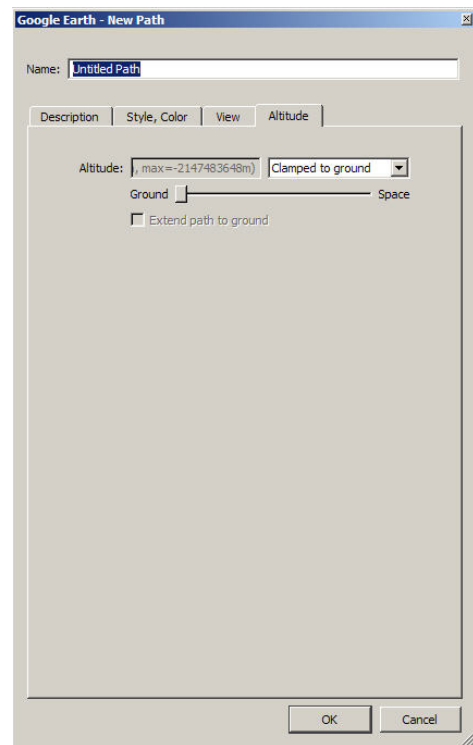 Google Earth - New Path
Name: Untitled Path
Description Style, Color View Altitude
Altitude: , max=-2147483648m) Clamped to ground
Ground Space
Extend path to ground
OK Cancel